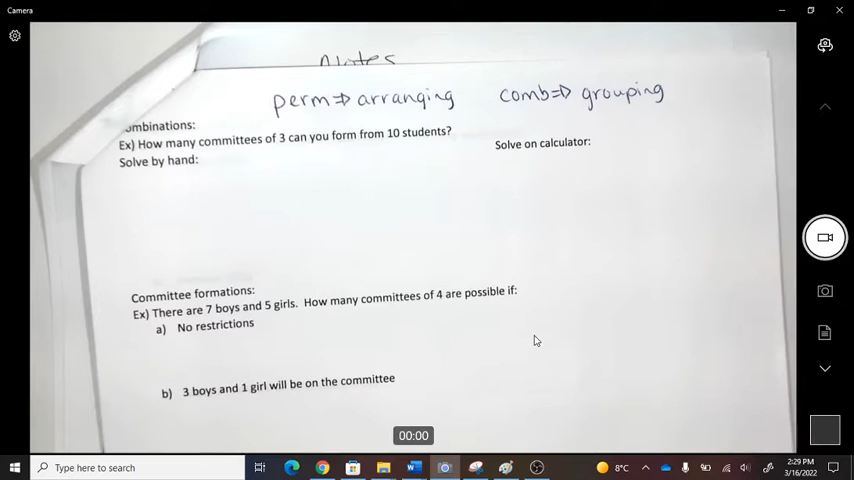 Camera
Notes
perm⇒ arranging comb⇒ grouping
ombinations:
Ex) How many committees of 3 can you form from 10 students?
Solve by hand:
Solve on calculator:
Committee formations:
Ex) There are 7 boys and 5 girls. How many committees of 4 are possible if:
a) No restrictions
b) 3 boys and 1 girl will be on the committee
00:00
Type here to search
8°C
2:29 PM
3/16/2022